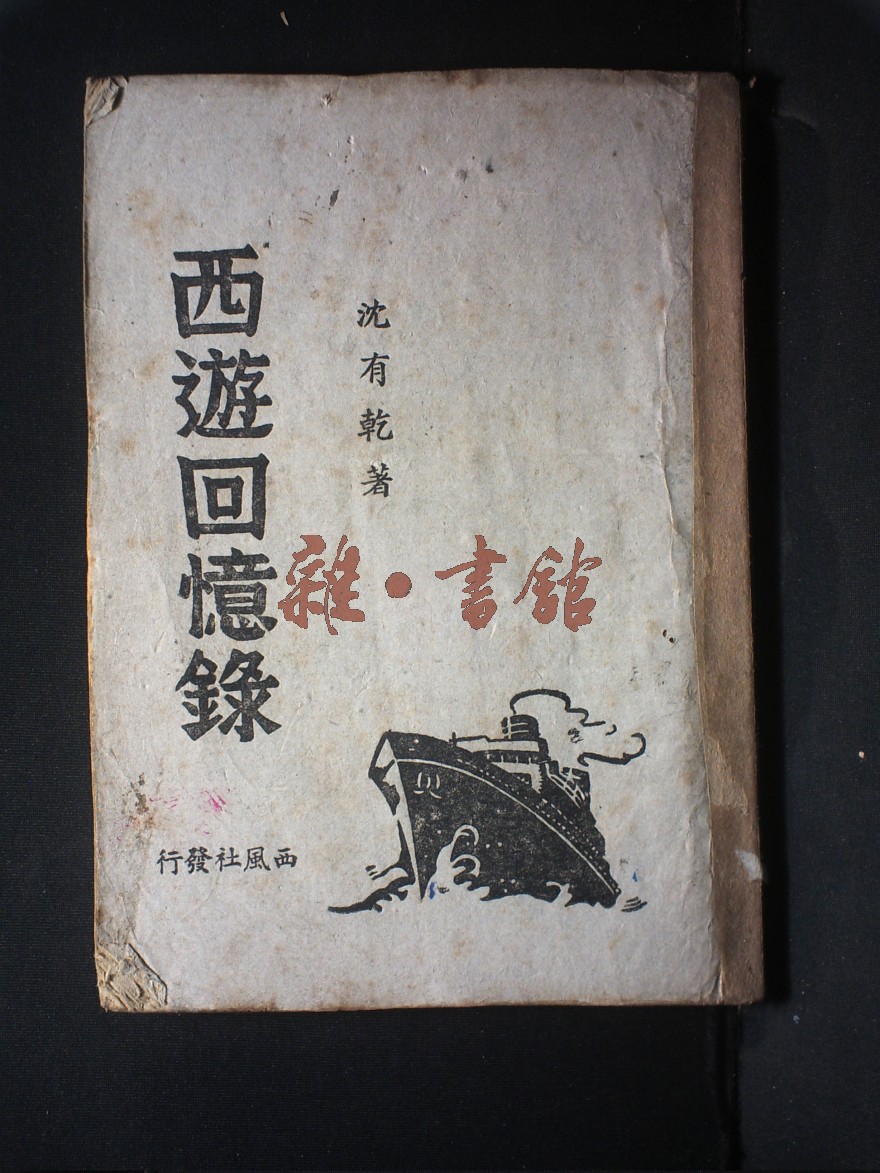 西遊回憶錄
沈有乾著
雜·書館
西風社發行